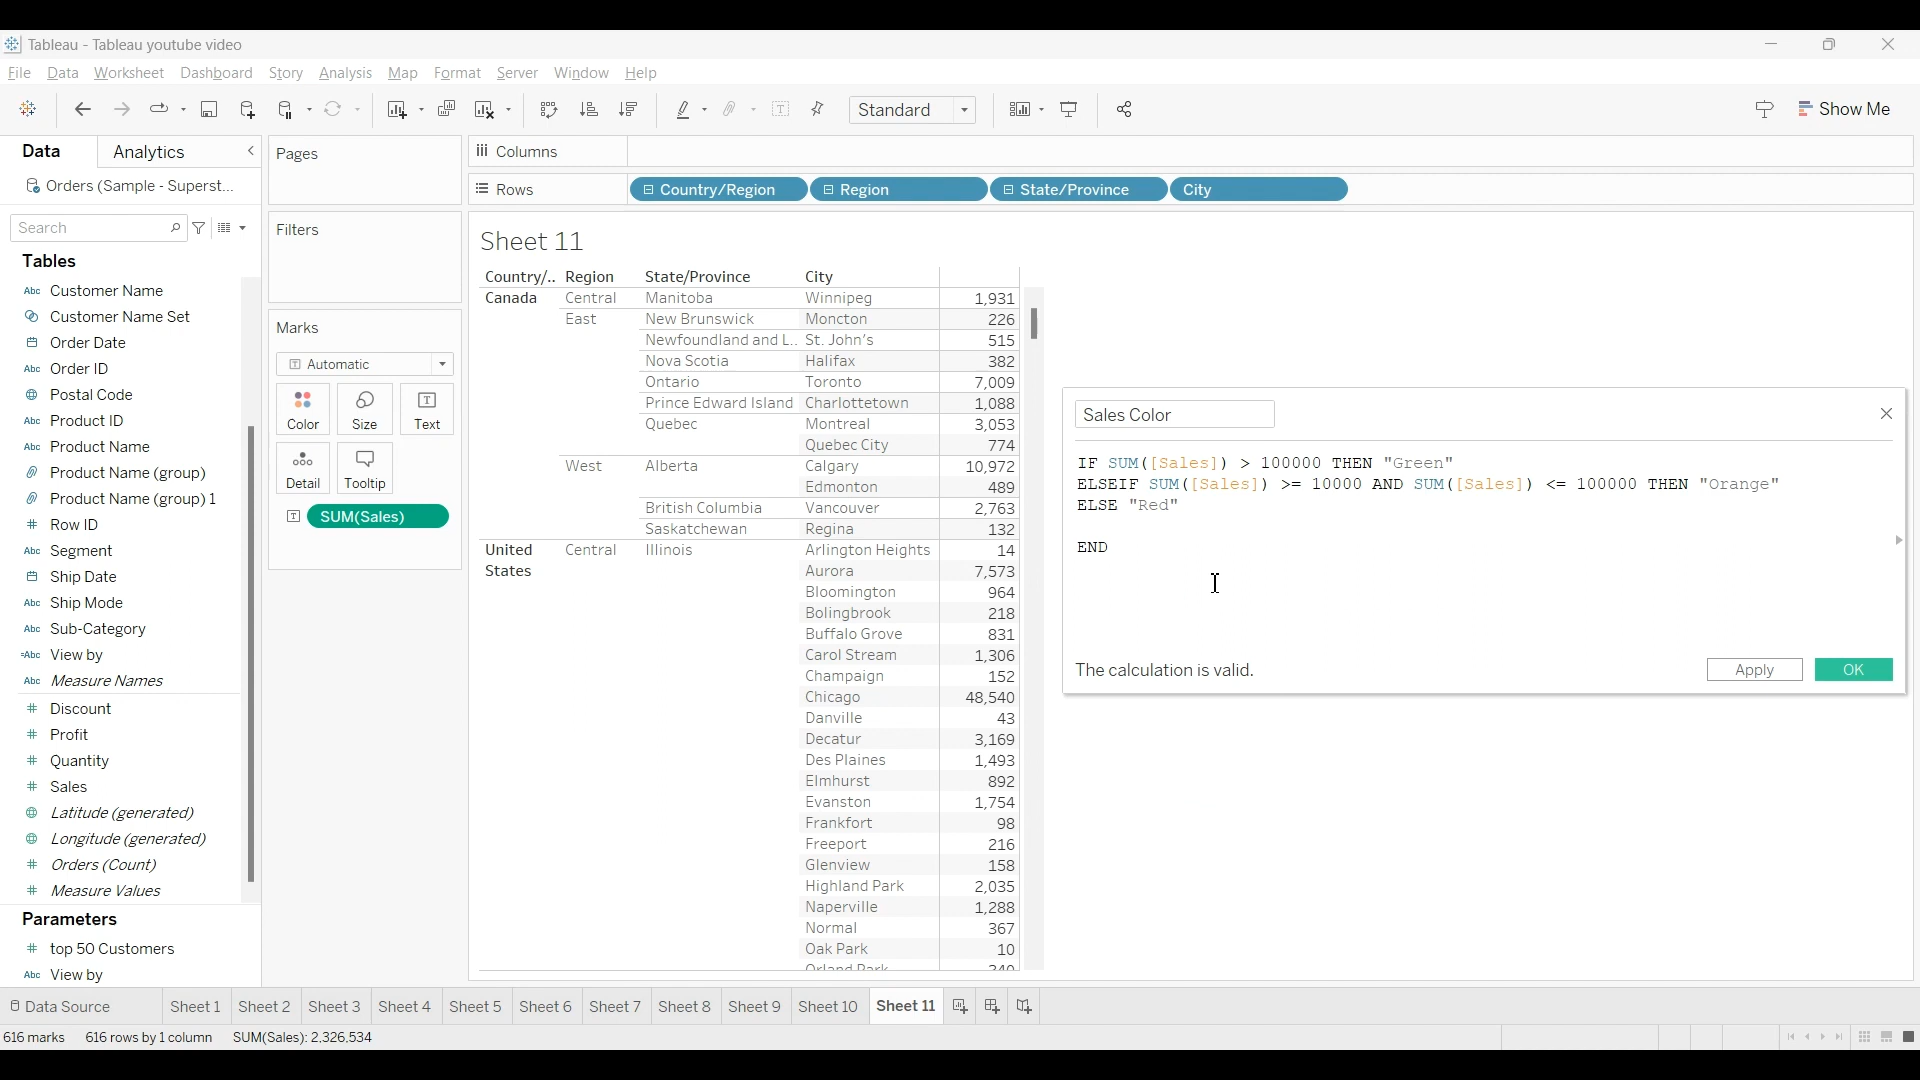 Tableau - Tableau youtube video
File Data Worksheet Dashboard Story Analysis Map Format Server Window Help
Standard
Show Me
Data
Analytics
Orders (Sample - Superst...
Search
Tables
Abc Customer Name
Customer Name Set
Order Date
Abc Order ID
Postal Code
Abc Product ID
Abc Product Name
Product Name (group)
Product Name (group) 1
# Row ID
Abc Segment
Ship Date
Abc Ship Mode
Abc Sub-Category
=Abc View by
Abc Measure Names
# Discount
# Profit
# Quantity
# Sales
Latitude (generated)
Longitude (generated)
# Orders (Count)
# Measure Values
Parameters
# top 50 Customers
Abc View by
Pages
Filters
Marks
Automatic
Color Size Text
Detail Tooltip
SUM(Sales)
Columns
Rows Country/Region Region State/Province City
Sheet 11
Country/.. Region State/Province City
Canada Central Manitoba Winnipeg 1,931
East New Brunswick Moncton 226
Newfoundland and L.. St. John's 515
Nova Scotia Halifax 382
Ontario Toronto 7,009
Prince Edward Island Charlottetown 1,088
Quebec Montreal 3,053
Quebec City 774
West Alberta Calgary 10,972
Edmonton 489
British Columbia Vancouver 2,763
Saskatchewan Regina 132
United Central Illinois Arlington Heights 14
States Aurora 7,573
Bloomington 964
Bolingbrook 218
Buffalo Grove 831
Carol Stream 1,306
Champaign 152
Chicago 48,540
Danville 43
Decatur 3,169
Des Plaines 1,493
Elmhurst 892
Evanston 1,754
Frankfort 98
Freeport 216
Glenview 158
Highland Park 2,035
Naperville 1,288
Normal 367
Oak Park 10
Orland Park 240
Sales Color
IF SUM([Sales]) > 100000 THEN "Green"
ELSEIF SUM([Sales]) >= 10000 AND SUM([Sales]) <= 100000 THEN "Orange"
ELSE "Red"
END
The calculation is valid.
Apply
OK
Data Source Sheet 1 Sheet 2 Sheet 3 Sheet 4 Sheet 5 Sheet 6 Sheet 7 Sheet 8 Sheet 9 Sheet 10 Sheet 11
616 marks 616 rows by 1 column SUM(Sales): 2,326,534